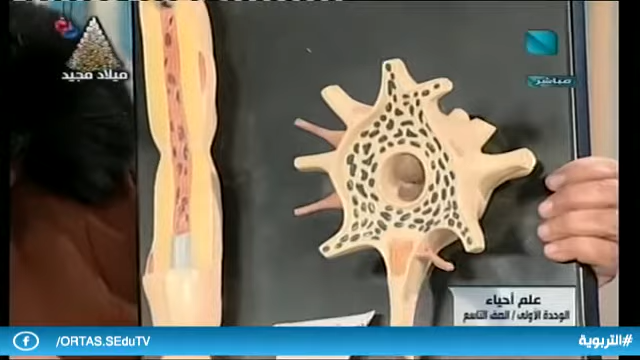 ميلاد مجيد
مباشر
علم أحياء
الوحدة الأولى / الصف التاسع
/ORTAS.SEduTV
#التربوية